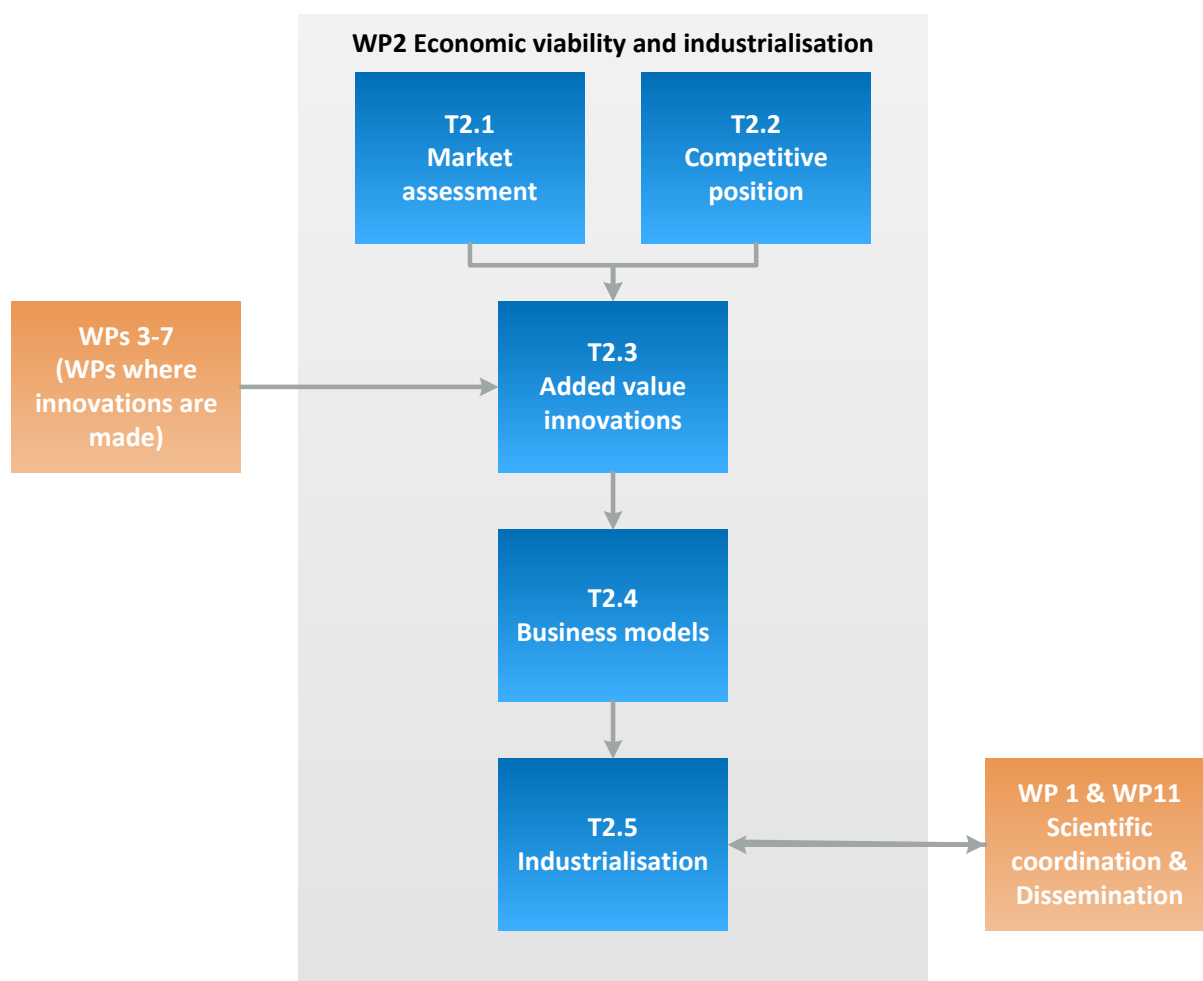 WP2 Economic viability and industrialisation
T2.1
Market
assessment
T2.2
Competitive
position
WPs 3-7
(WPs where
innovations are
made)
T2.3
Added value
innovations
T2.4
Business models
T2.5
Industrialisation
WP 1 & WP11
Scientific
coordination &
Dissemination